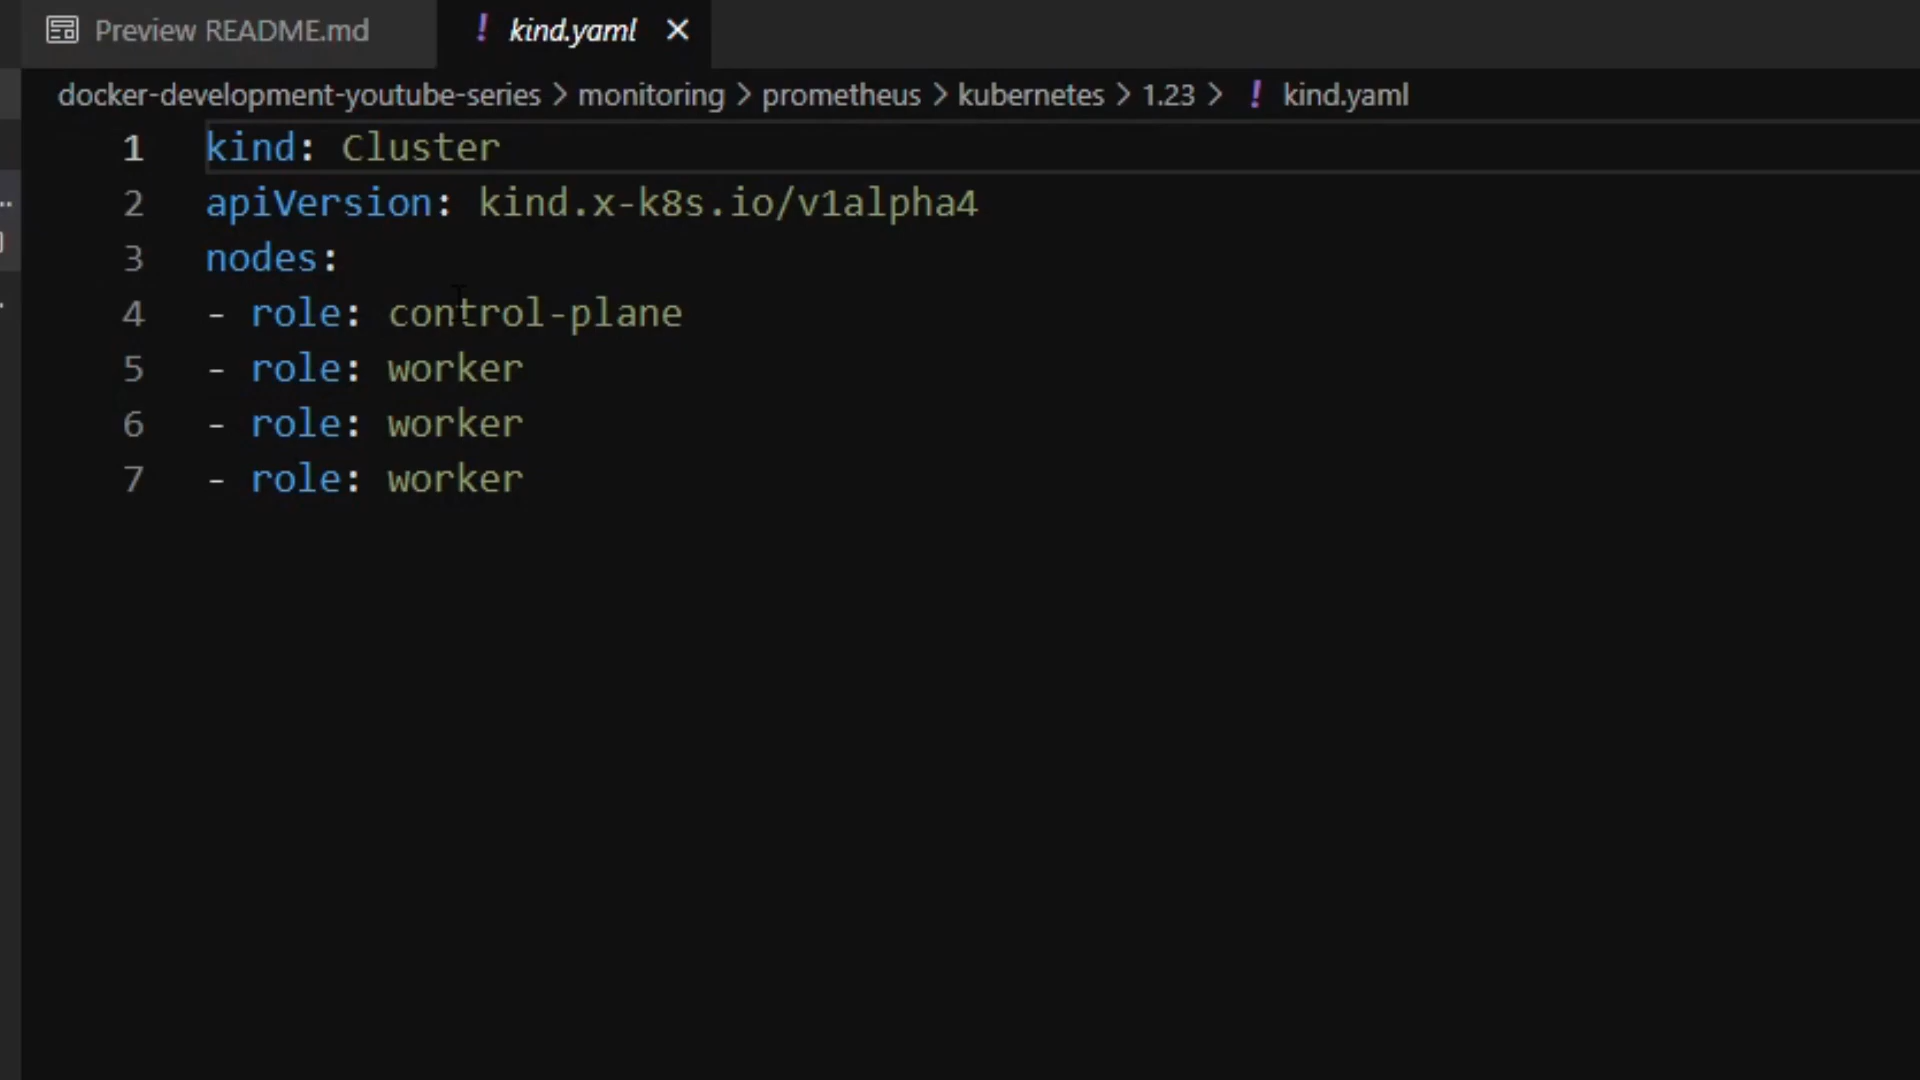 Preview README.md ! kind.yaml
docker-development-youtube-series > monitoring > prometheus > kubernetes > 1.23 > ! kind.yaml
1 kind: Cluster
2 apiVersion: kind.x-k8s.io/v1alpha4
3 nodes:
4 - role: control-plane
5 - role: worker
6 - role: worker
7 - role: worker